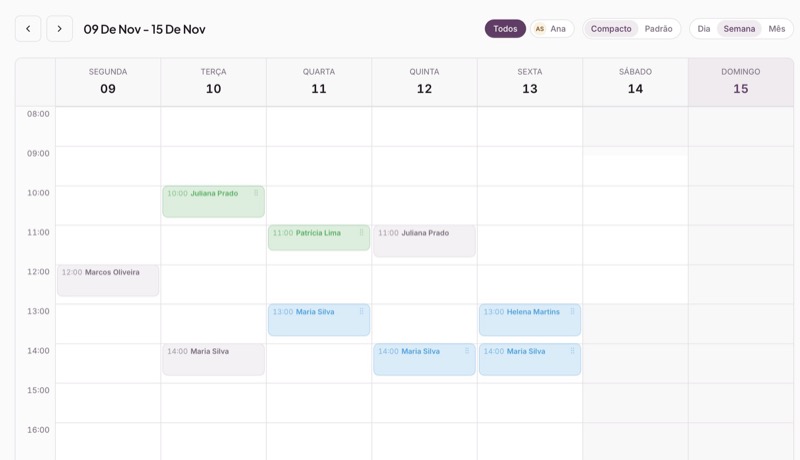 09 De Nov - 15 De Nov
Todos
AS Ana
Compacto Padrão
Dia Semana Mês
SEGUNDA TERÇA QUARTA QUINTA SEXTA SÁBADO DOMINGO
09 10 11 12 13 14 15
08:00
09:00
10:00
10:00 Juliana Prado
11:00
11:00 Patrícia Lima
11:00 Juliana Prado
12:00
12:00 Marcos Oliveira
13:00
13:00 Maria Silva
13:00 Helena Martins
14:00
14:00 Maria Silva
14:00 Maria Silva
14:00 Maria Silva
15:00
16:00